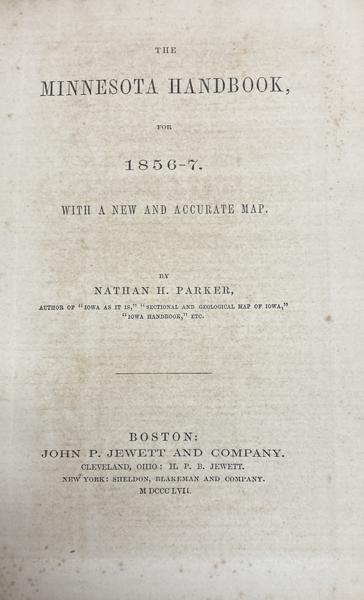 THE
MINNESOTA HANDBOOK,
FOR
1856-7.
WITH A NEW AND ACCURATE MAP.
BY
NATHAN H. PARKER,
AUTHOR OF "IOWA AS IT IS," "SECTIONAL AND GEOLOGICAL MAP OF IOWA,"
"IOWA HANDBOOK," ETC.
BOSTON:
JOHN P. JEWETT AND COMPANY.
CLEVELAND, OHIO: H. P. B. JEWETT.
NEW YORK: SHELDON, BLAKEMAN AND COMPANY.
M DCCC LVII.